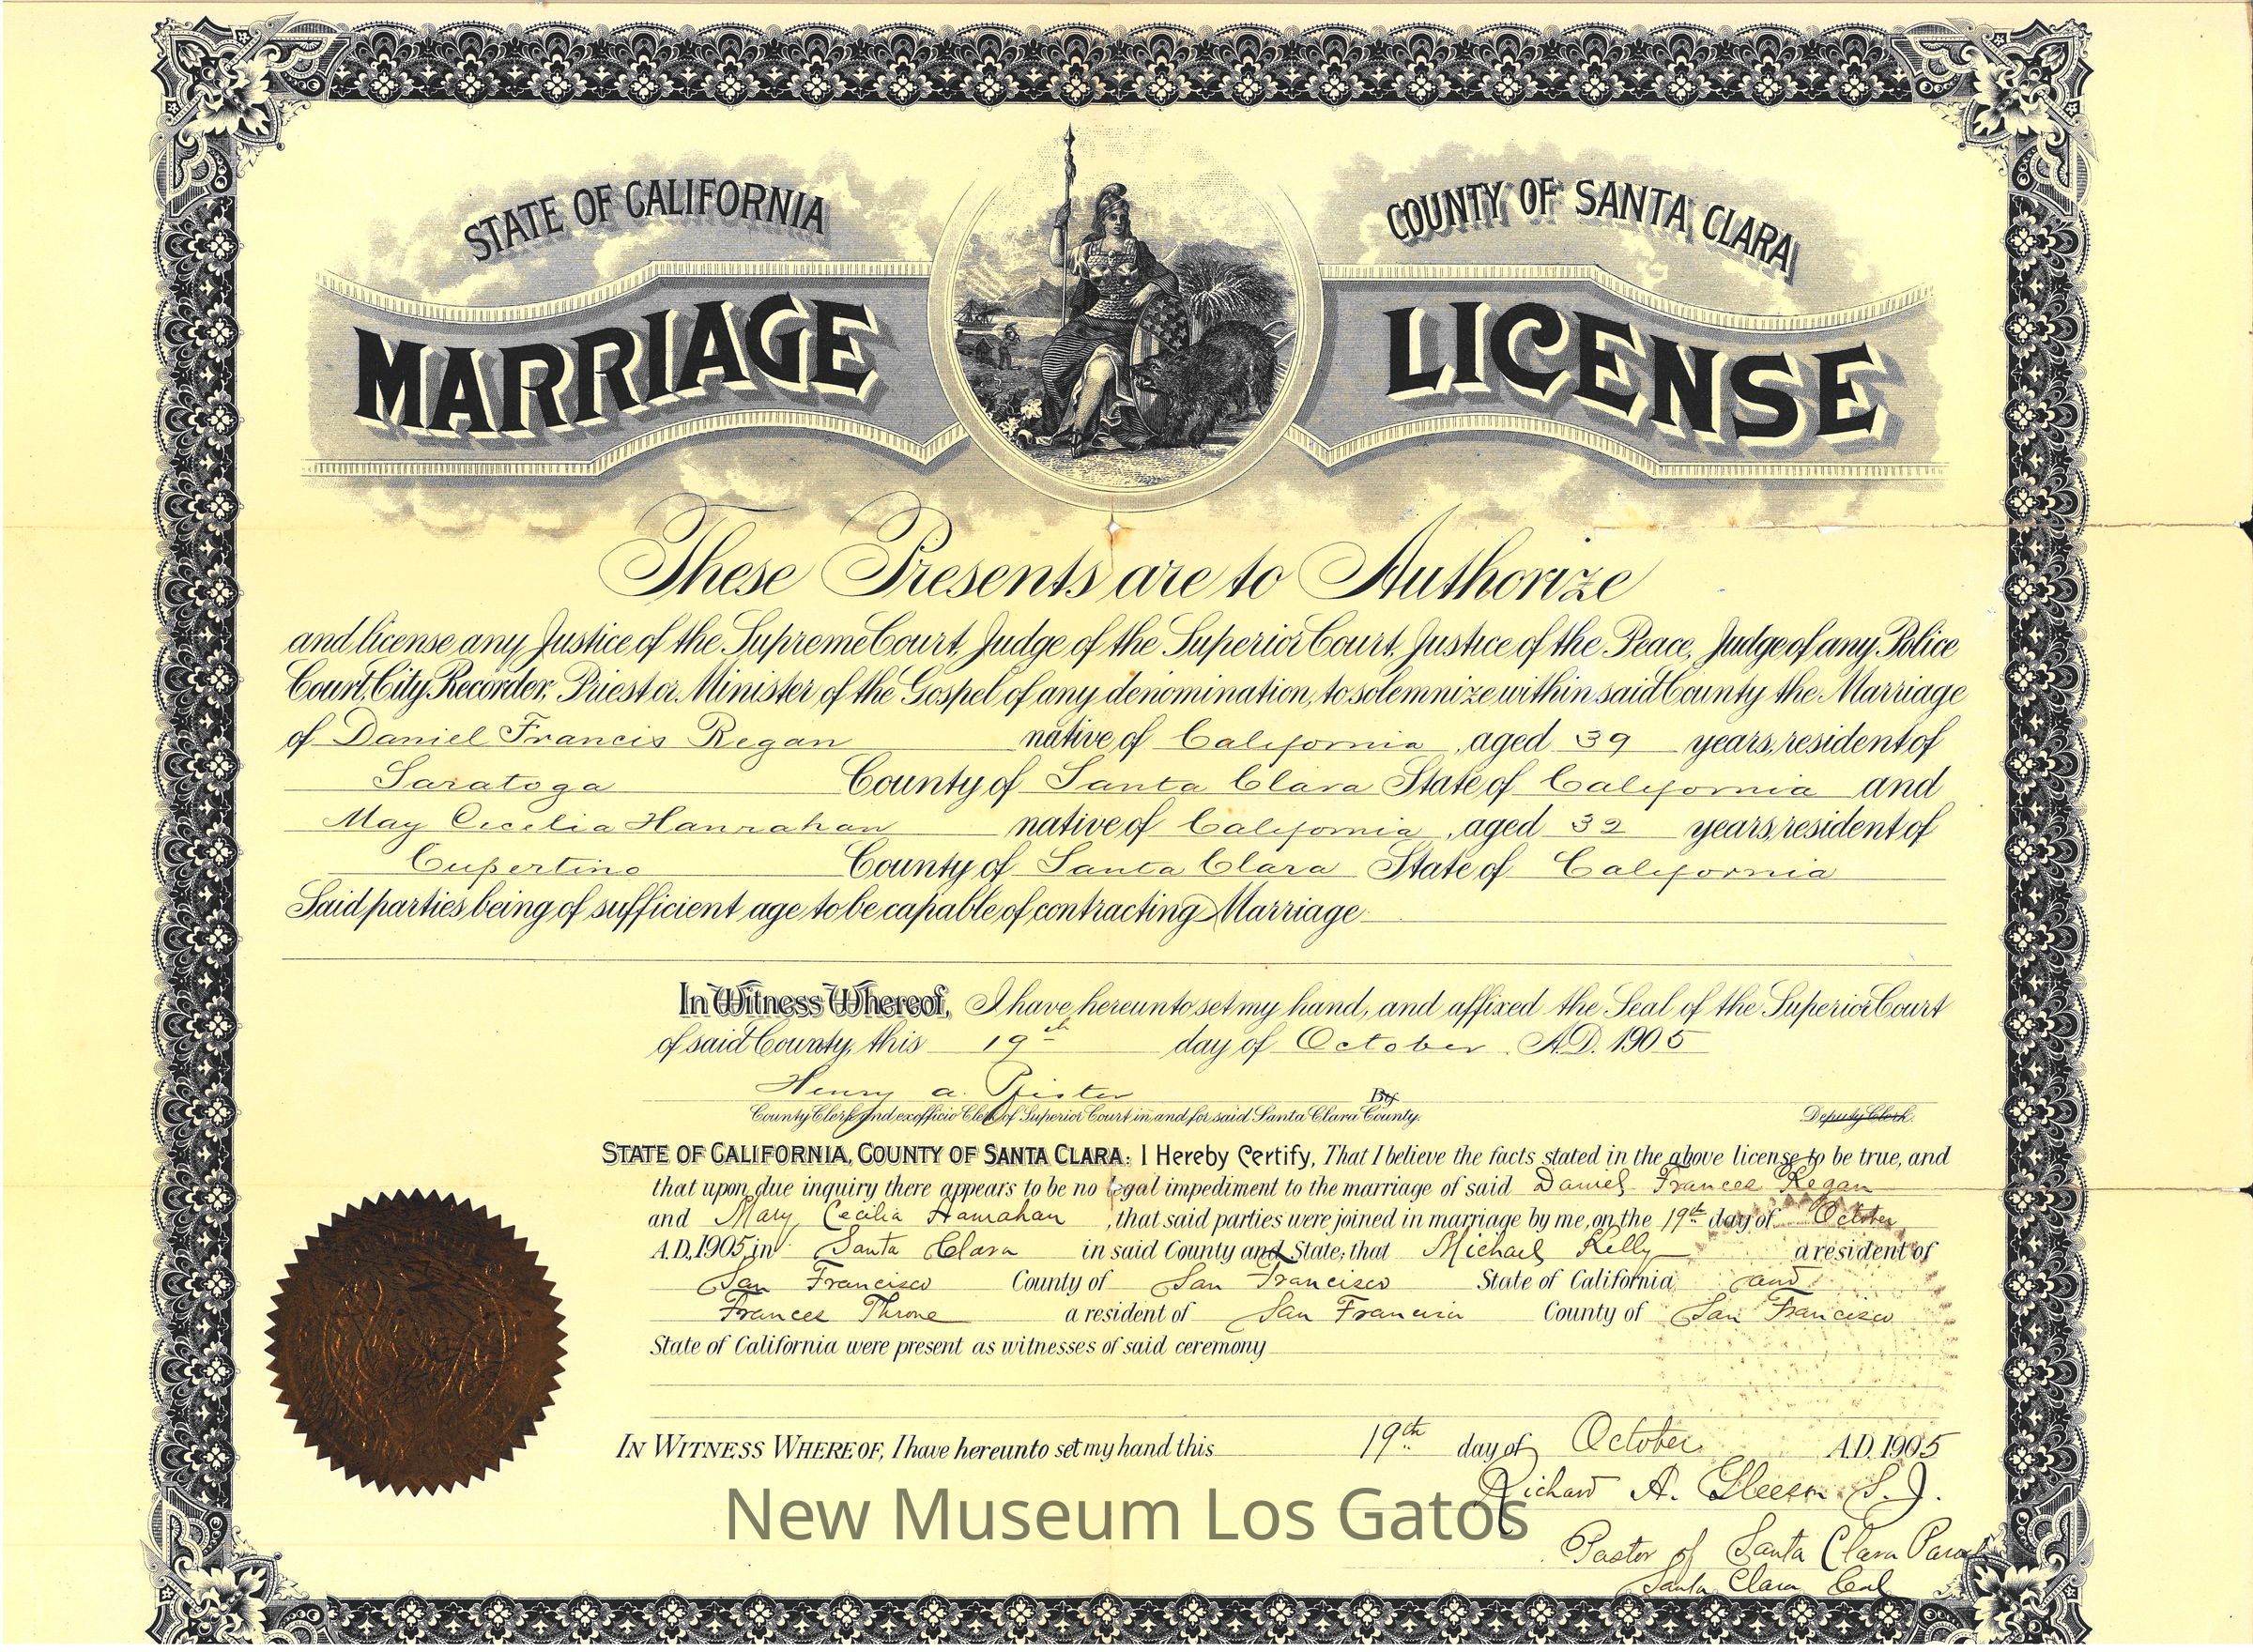 STATE OF CALIFORNIA
COUNTY OF SANTA CLARA
MARRIAGE LICENSE
These Presents are to Authorize
and license any Justice of the Supreme Court, Judge of the Superior Court, Justice of the Peace, Judge of any Police
Court, City Recorder, Priest or Minister of the Gospel of any denomination, to solemnize within said County the Marriage
of Daniel Francis Regan native of California, aged 39 years, resident of
Saratoga County of Santa Clara State of California and
May Cecelia Hanrahan native of California, aged 32 years, resident of
Cupertino County of Santa Clara State of California
Said parties being of sufficient age to be capable of contracting Marriage
In Witness Whereof, I have hereunto set my hand, and affixed the Seal of the Superior Court
of said County, this 19th day of October A.D. 1905
Henry A. Pfister By
County Clerk and exofficio Clerk of Superior Court in and for said Santa Clara County. Deputy Clerk.
STATE OF CALIFORNIA, COUNTY OF SANTA CLARA: I Hereby Certify, That I believe the facts stated in the above license to be true, and
that upon due inquiry there appears to be no legal impediment to the marriage of said Daniel Frances Regan
and Mary Cecilia Hanrahan, that said parties were joined in marriage by me, on the 19th day of October
A.D. 1905, in Santa Clara in said County and State; that Michael Kelly a resident of
San Francisco County of San Francisco State of California and
Frances Throne a resident of San Francisco County of San Francisco
State of California were present as witnesses of said ceremony
IN WITNESS WHEREOF, I have hereunto set my hand this 19th day of October A.D. 1905
Richard A. Gleeson S.J.
New Museum Los Gatos
Pastor of Santa Clara Parish
Santa Clara Cal